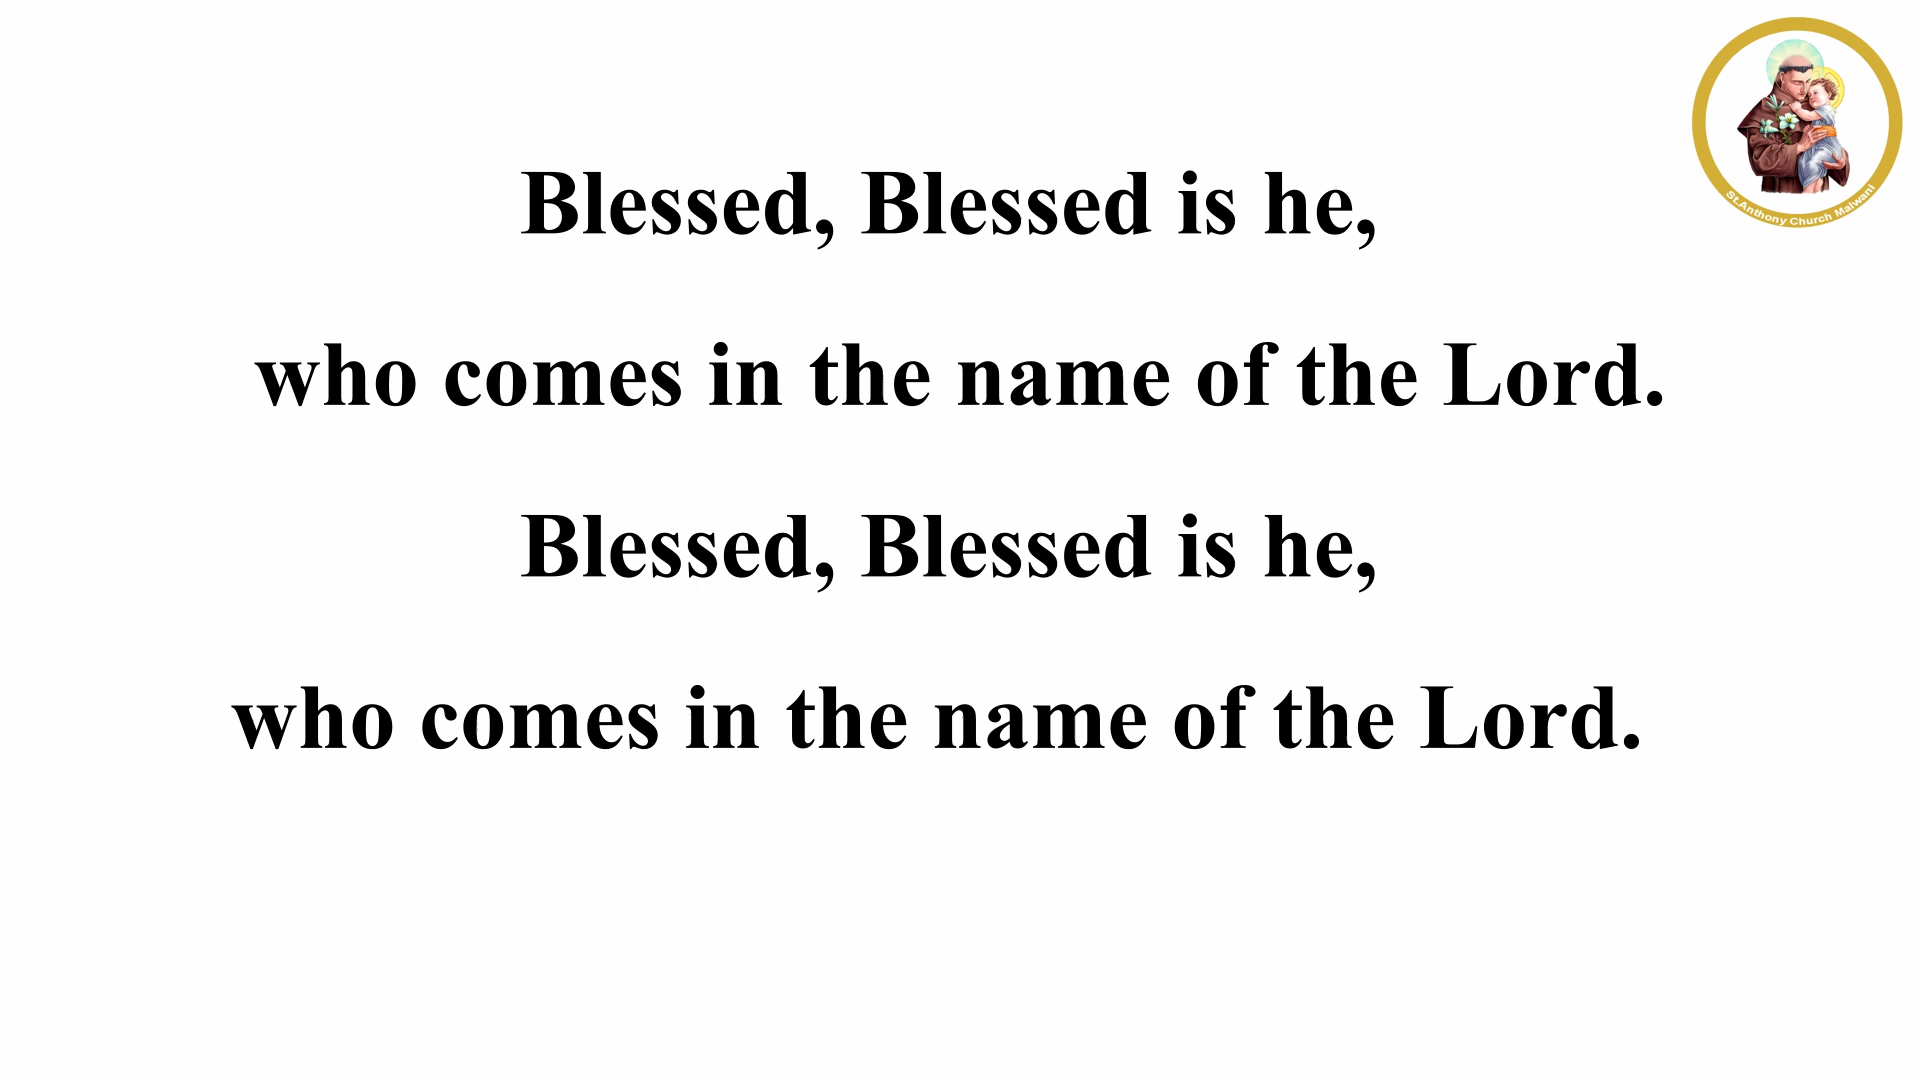 Blessed, Blessed is he,
who comes in the name of the Lord.
Blessed, Blessed is he,
who comes in the name of the Lord.
St.Anthony Church Malwani